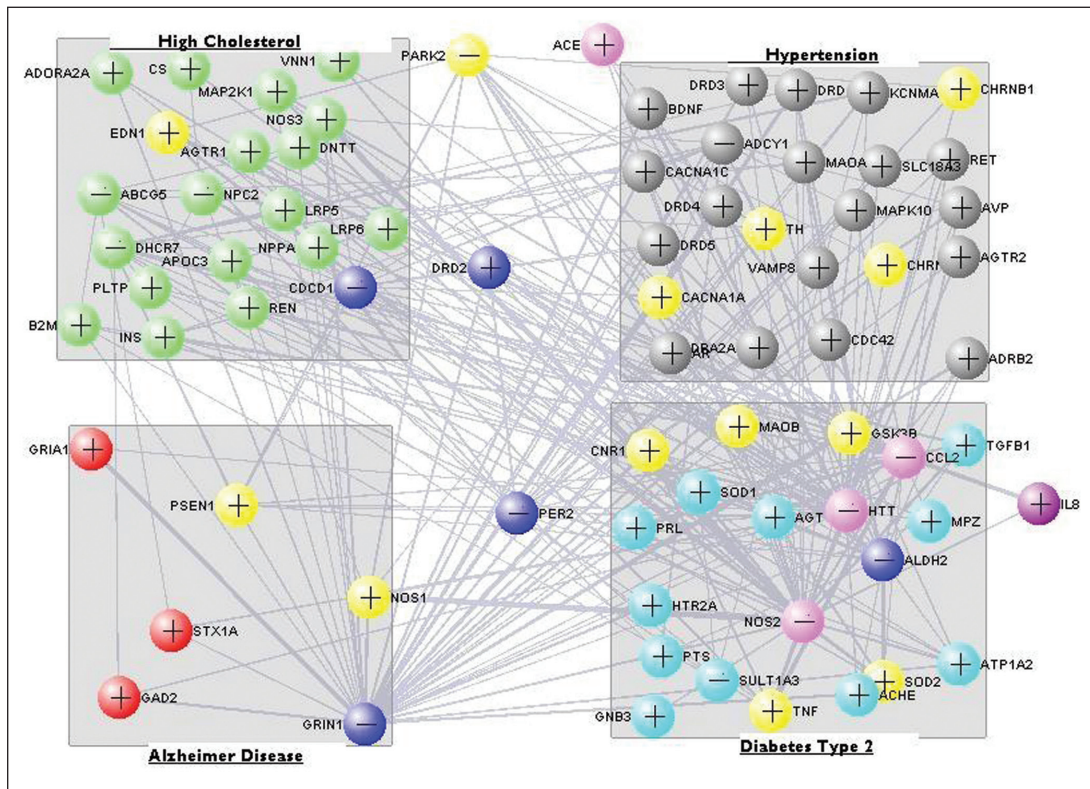 High Cholesterol
ADORA2A
CS
VNN1
MAP2K1
NOS3
EDN1
AGTR1
DNTT
ABCG5
NPC2
LRP5
LRP6
DHCR7
NPPA
APOC3
PLTP
CDCD1
REN
B2M
INS
PARK2
ACE
DRD2
PER2
Hypertension
DRD3
DRD
KCNMA
CHRNB1
BDNF
ADCY1
MAOA
SLC18A3
RET
CACNA1C
DRD4
MAPK10
AVP
TH
DRD5
VAMP8
CHRN
AGTR2
CACNA1A
AR
DRA2A
CDC42
ADRB2
GRIA1
PSEN1
NOS1
STX1A
GAD2
GRIN1
Alzheimer Disease
CNR1
MAOB
GSK3B
TGFB1
CCL2
SOD1
IL8
PRL
AGT
HTT
MPZ
ALDH2
HTR2A
NOS2
PTS
ATP1A2
SULT1A3
SOD2
ACHE
GNB3
TNF
Diabetes Type 2